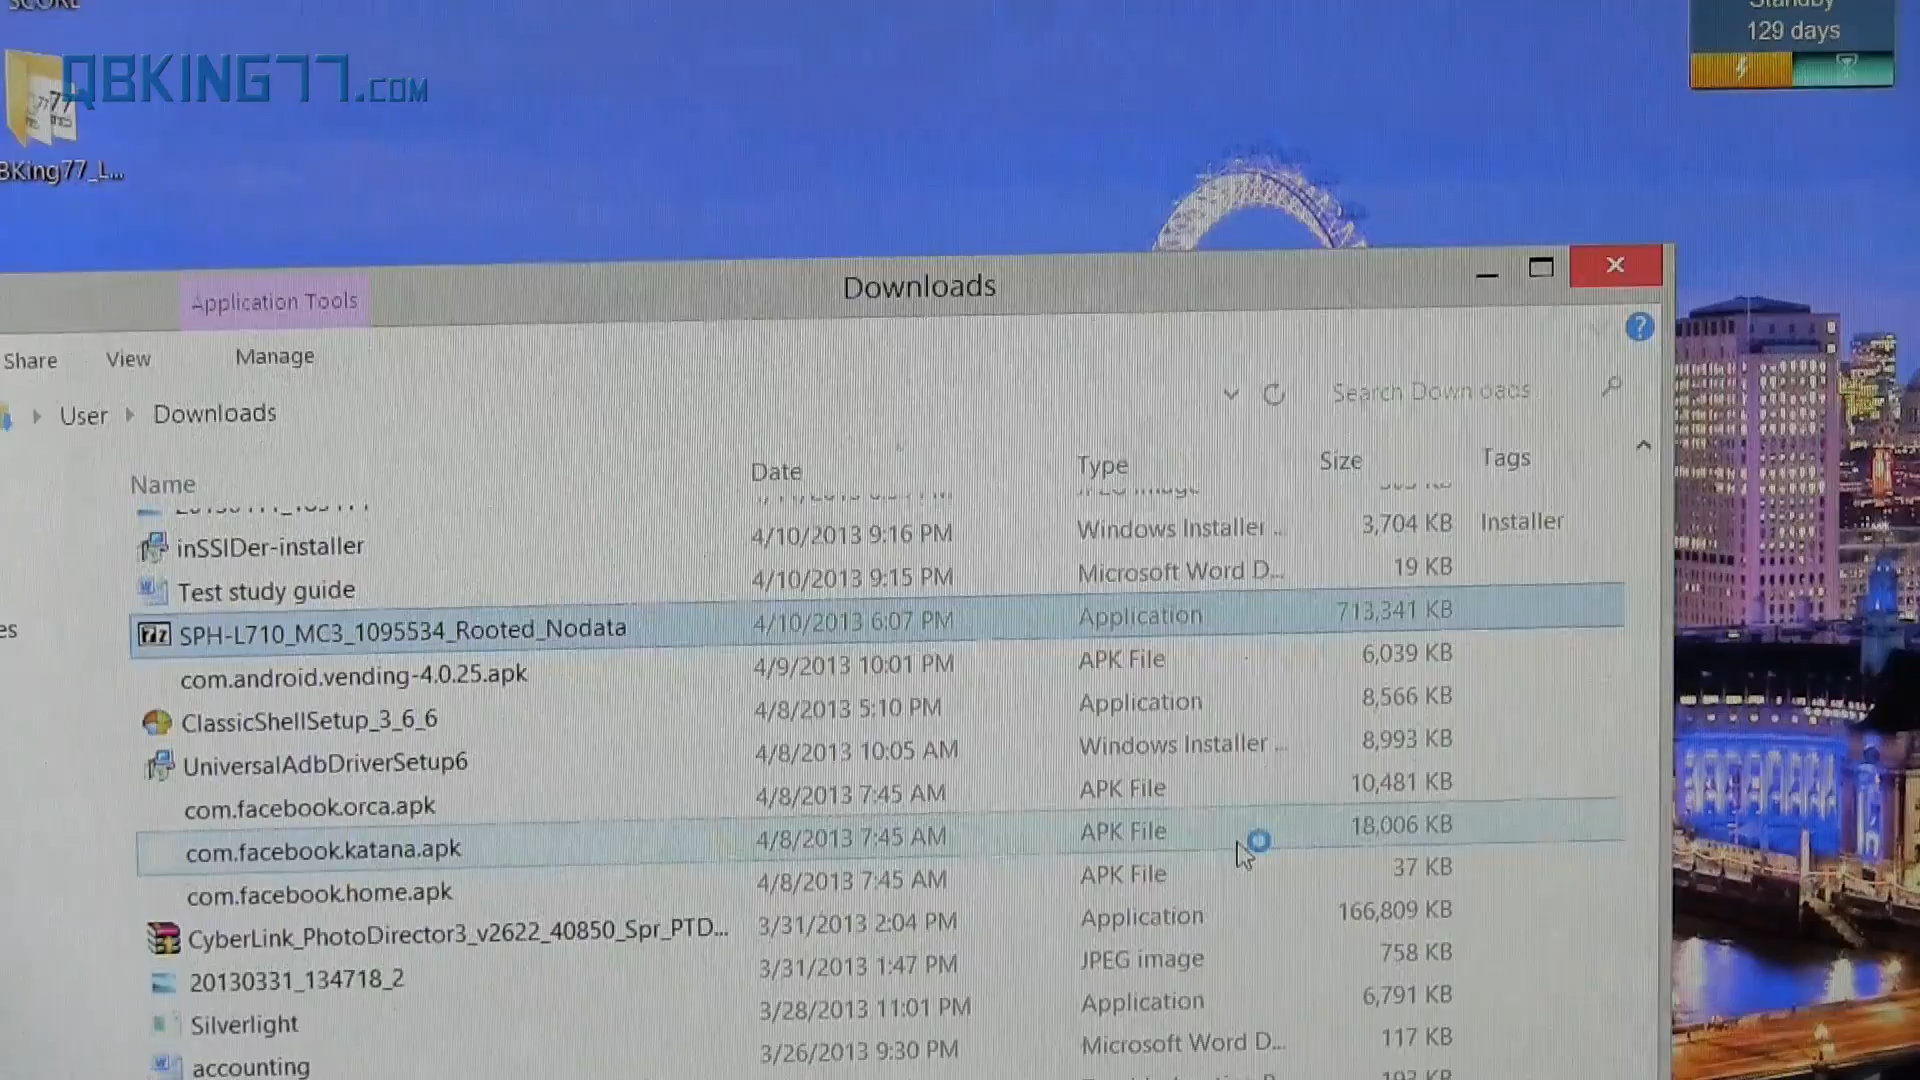 Standby
129 days
QBKING77.COM
BKing77_L...
Downloads
Application Tools
Share View Manage
User Downloads
Search Downloads
Name Date Type Size Tags
inSSIDer-installer 4/10/2013 9:16 PM Windows Installer ... 3,704 KB Installer
Test study guide 4/10/2013 9:15 PM Microsoft Word D... 19 KB
SPH-L710_MC3_1095534_Rooted_Nodata 4/10/2013 6:07 PM Application 713,341 KB
com.android.vending-4.0.25.apk 4/9/2013 10:01 PM APK File 6,039 KB
ClassicShellSetup_3_6_6 4/8/2013 5:10 PM Application 8,566 KB
UniversalAdbDriverSetup6 4/8/2013 10:05 AM Windows Installer ... 8,993 KB
com.facebook.orca.apk 4/8/2013 7:45 AM APK File 10,481 KB
com.facebook.katana.apk 4/8/2013 7:45 AM APK File 18,006 KB
com.facebook.home.apk 4/8/2013 7:45 AM APK File 37 KB
CyberLink_PhotoDirector3_v2622_40850_Spr_PTD... 3/31/2013 2:04 PM Application 166,809 KB
20130331_134718_2 3/31/2013 1:47 PM JPEG image 758 KB
Silverlight 3/28/2013 11:01 PM Application 6,791 KB
accounting 3/26/2013 9:30 PM Microsoft Word D... 117 KB